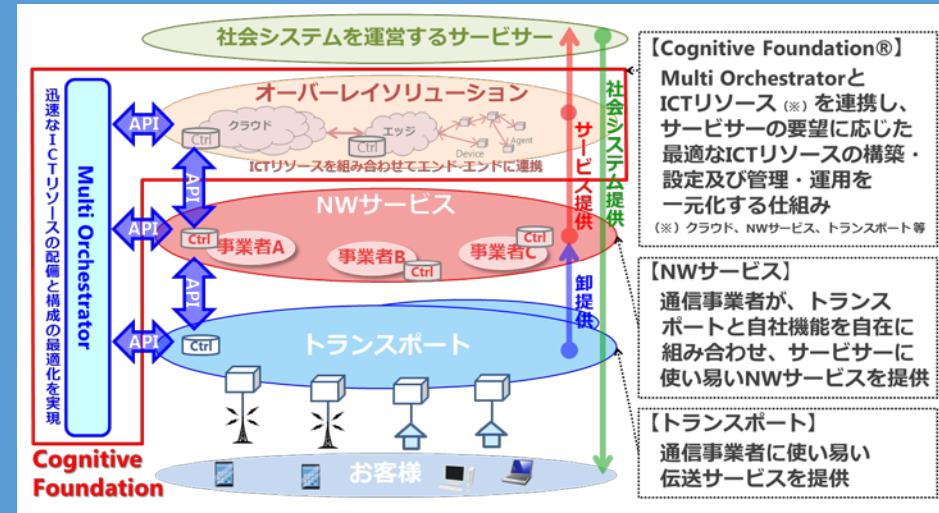 社会システムを運営するサービサー
オーバーレイソリューション
クラウド
エッジ
Ctrl
Ctrl
Device
Agent
ICTリソースを組み合わせてエンド-エンドに連携
迅速なICTリソースの配備と構成の最適化を実現
Multi Orchestrator
API
API
API
API
API
NWサービス
Ctrl
事業者A
事業者B
Ctrl
事業者C
Ctrl
トランスポート
Ctrl
サービス提供
社会システム提供
卸提供
お客様
Cognitive
Foundation
【Cognitive Foundation®】
Multi Orchestratorと
ICTリソース（※）を連携し、
サービサーの要望に応じた
最適なICTリソースの構築・
設定及び管理・運用を
一元化する仕組み
（※）クラウド、NWサービス、トランスポート等
【NWサービス】
通信事業者が、トランス
ポートと自社機能を自在に
組み合わせ、サービサーに
使い易いNWサービスを提供
【トランスポート】
通信事業者に使い易い
伝送サービスを提供